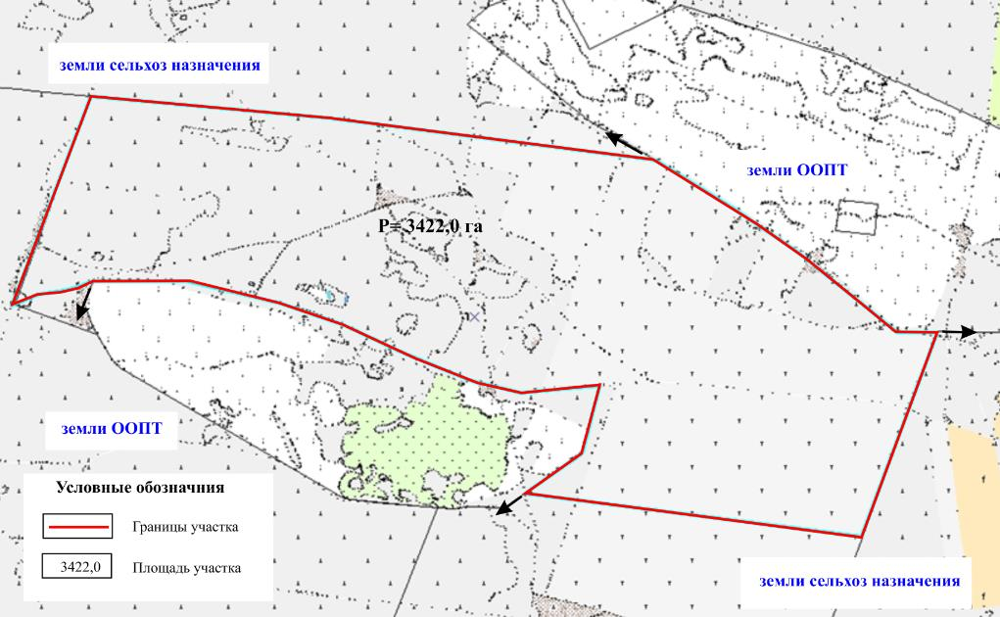 земли сельхоз назначения
земли ООПТ
Р= 3422,0 га
земли ООПТ
Условные обозначния
Границы участка
3422,0 Площадь участка
земли сельхоз назначения